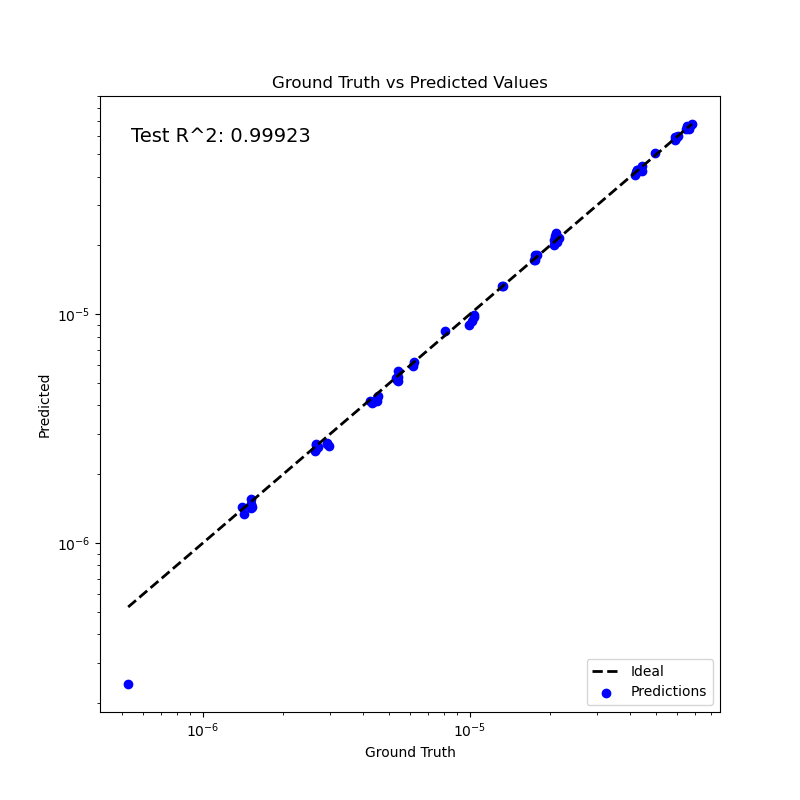 Ground Truth vs Predicted Values
Test R^2: 0.99923
Predicted
10⁻⁵
10⁻⁶
Ideal
Predictions
10⁻⁶
10⁻⁵
Ground Truth